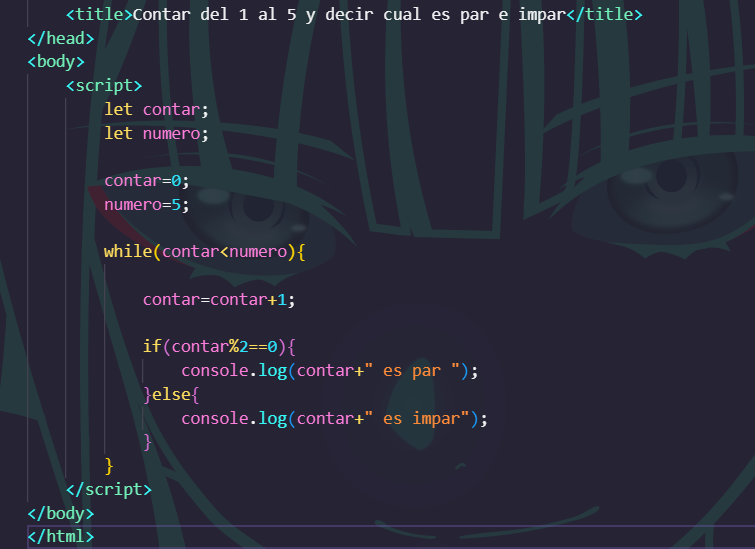 <title>Contar del 1 al 5 y decir cual es par e impar</title>
</head>
<body>
<script>
let contar;
let numero;
contar=0;
numero=5;
while(contar<numero){
contar=contar+1;
if(contar%2==0){
console.log(contar+" es par ");
}else{
console.log(contar+" es impar");
}
}
</script>
</body>
</html>